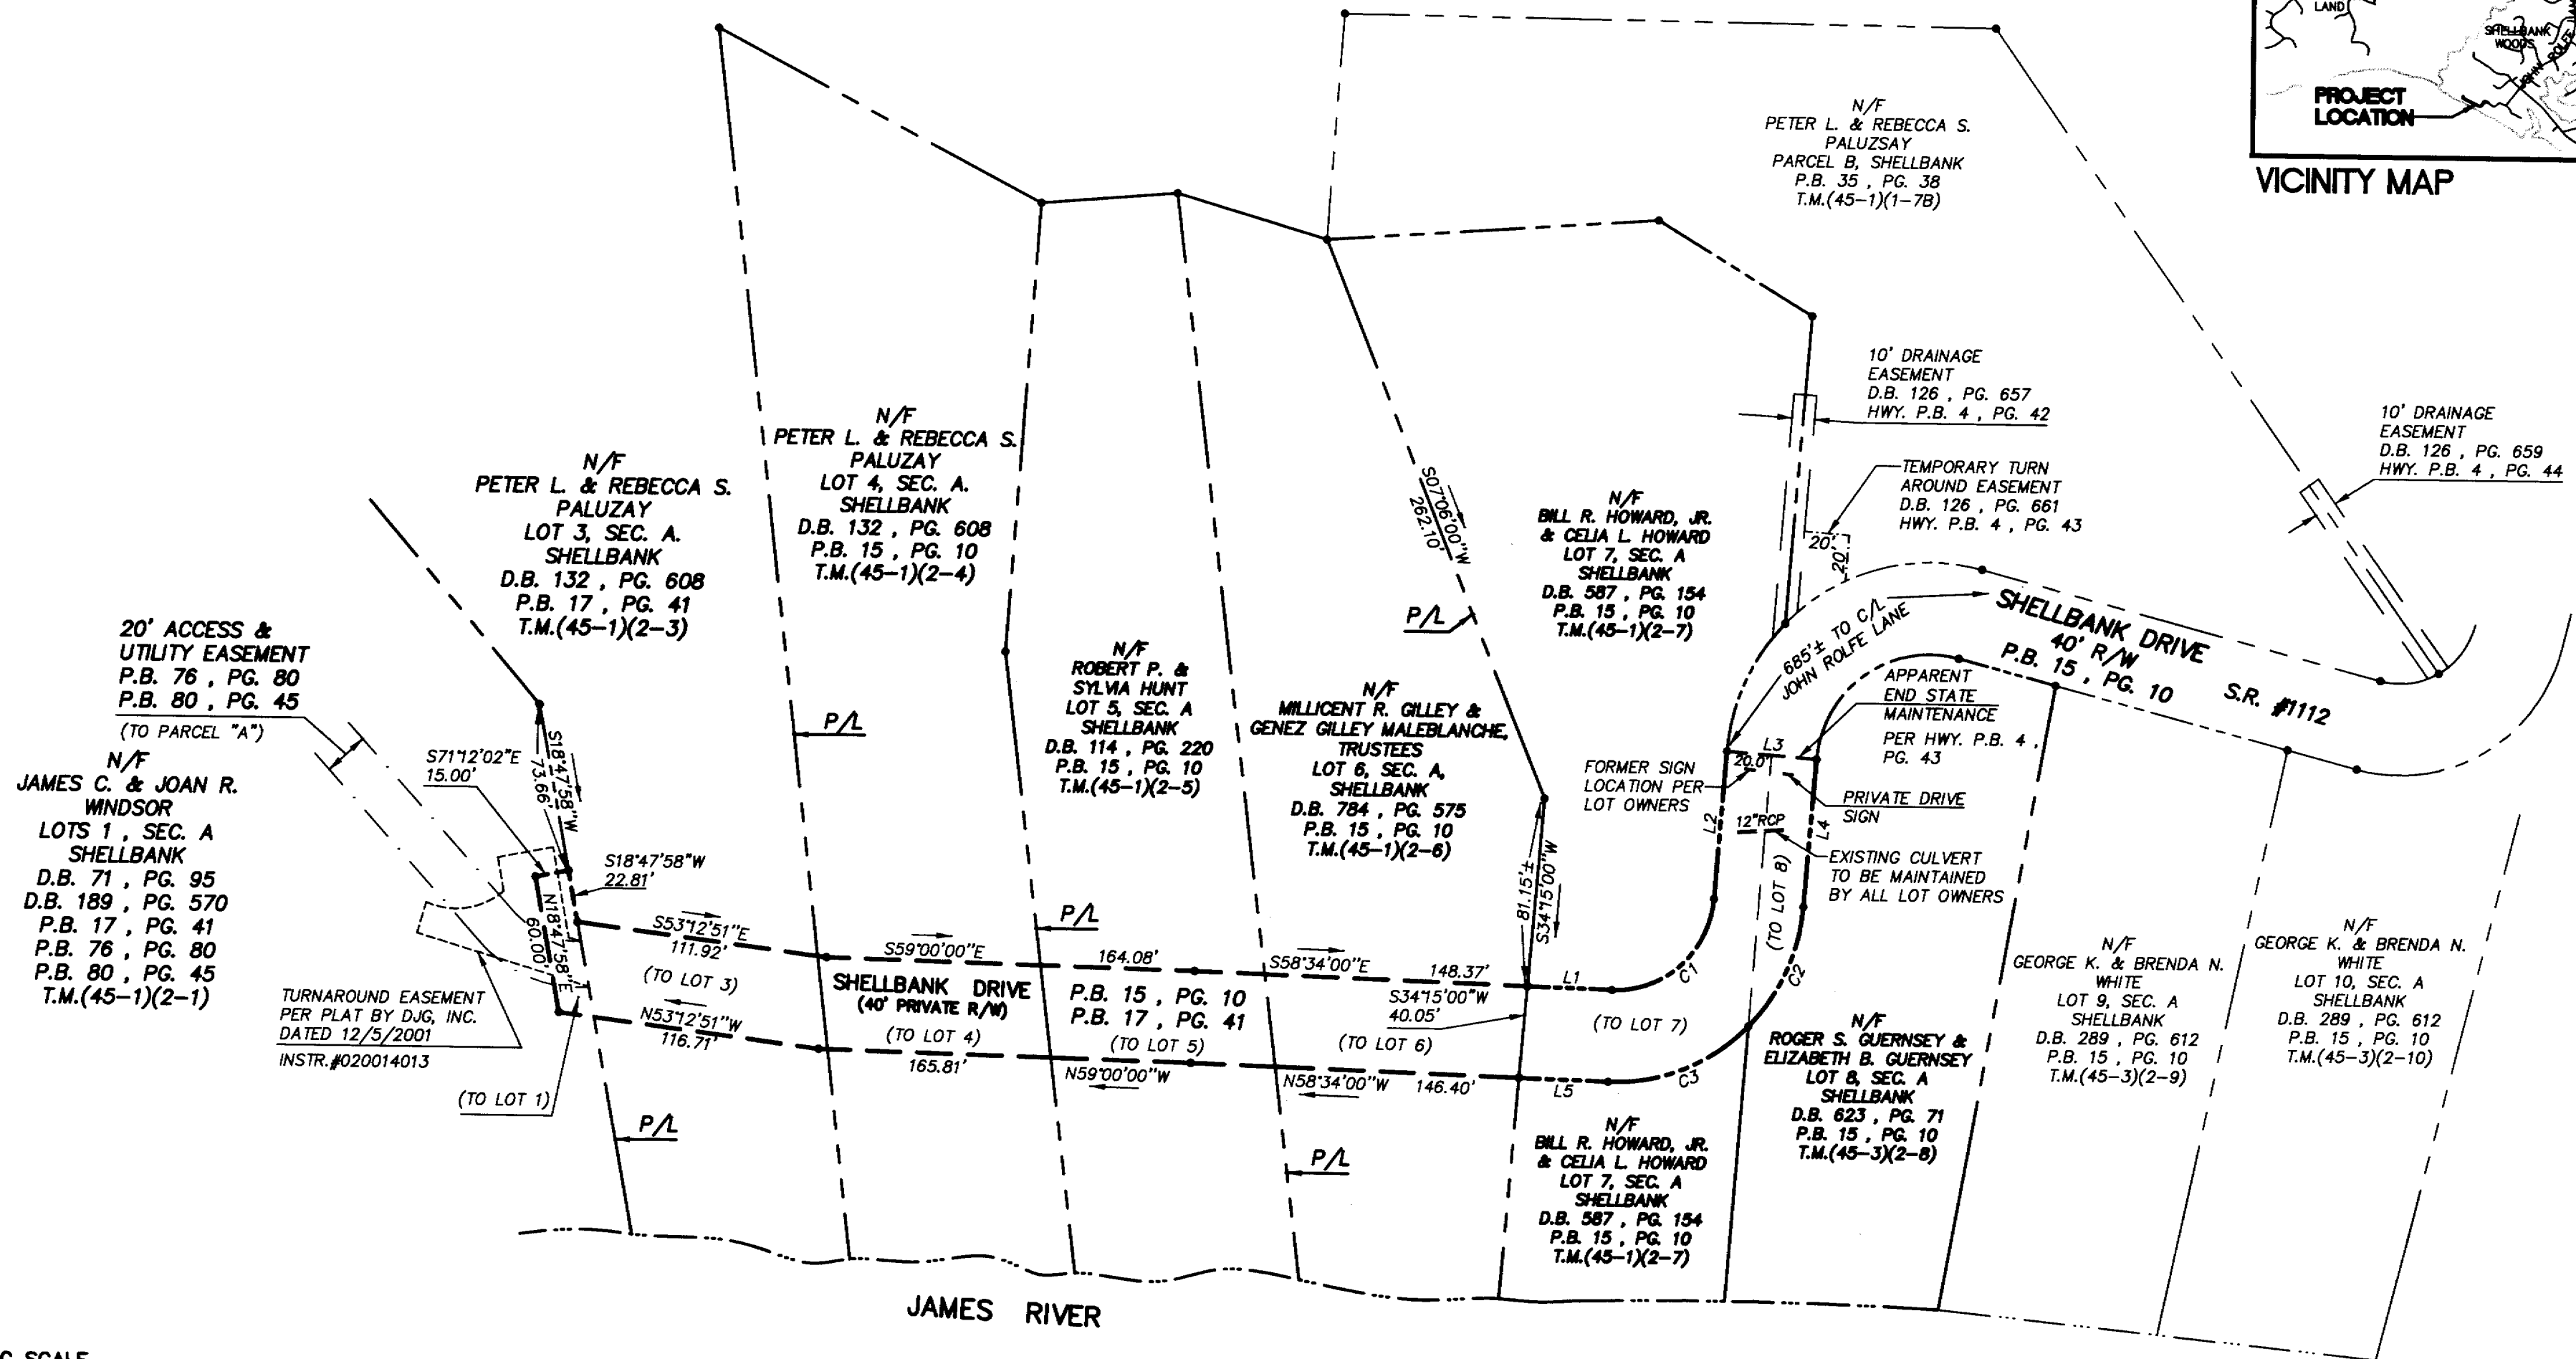 LAND
SHELLBANK
WOODS
JOHN ROLFE
PROJECT
LOCATION
VICINITY MAP
N/F
PETER L. & REBECCA S.
PALUZSAY
PARCEL B, SHELLBANK
P.B. 35 , PG. 38
T.M.(45-1)(1-7B)
10' DRAINAGE
EASEMENT
D.B. 126 , PG. 657
HWY. P.B. 4 , PG. 42
10' DRAINAGE
EASEMENT
D.B. 126 , PG. 659
HWY. P.B. 4 , PG. 44
TEMPORARY TURN
AROUND EASEMENT
D.B. 126 , PG. 661
HWY. P.B. 4 , PG. 43
20'
20'
N/F
PETER L. & REBECCA S.
PALUZAY
LOT 3, SEC. A.
SHELLBANK
D.B. 132 , PG. 608
P.B. 17 , PG. 41
T.M.(45-1)(2-3)
N/F
PETER L. & REBECCA S.
PALUZAY
LOT 4, SEC. A.
SHELLBANK
D.B. 132 , PG. 608
P.B. 15 , PG. 10
T.M.(45-1)(2-4)
S07°06'00"W
262.10'
N/F
BILL R. HOWARD, JR.
& CELIA L. HOWARD
LOT 7, SEC. A
SHELLBANK
D.B. 587 , PG. 154
P.B. 15 , PG. 10
T.M.(45-1)(2-7)
P/L
20' ACCESS &
UTILITY EASEMENT
P.B. 76 , PG. 80
P.B. 80 , PG. 45
(TO PARCEL "A")
N/F
JAMES C. & JOAN R.
WINDSOR
LOTS 1 , SEC. A
SHELLBANK
D.B. 71 , PG. 95
D.B. 189 , PG. 570
P.B. 17 , PG. 41
P.B. 76 , PG. 80
P.B. 80 , PG. 45
T.M.(45-1)(2-1)
S71°12'02"E
15.00'
S18°47'58"W
73.66'
S18°47'58"W
22.81'
N18°47'58"E
60.00'
TURNAROUND EASEMENT
PER PLAT BY DJG, INC.
DATED 12/5/2001
INSTR.#020014013
(TO LOT 1)
P/L
P/L
N/F
ROBERT P. &
SYLVIA HUNT
LOT 5, SEC. A
SHELLBANK
D.B. 114 , PG. 220
P.B. 15 , PG. 10
T.M.(45-1)(2-5)
P/L
N/F
MILLICENT R. GILLEY &
GENEZ GILLEY MALEBLANCHE,
TRUSTEES
LOT 6, SEC. A,
SHELLBANK
D.B. 784 , PG. 575
P.B. 15 , PG. 10
T.M.(45-1)(2-6)
685'± TO C/L
JOHN ROLFE LANE
SHELLBANK DRIVE
40' R/W
P.B. 15 , PG. 10
S.R. #1112
APPARENT
END STATE
MAINTENANCE
PER HWY. P.B. 4 ,
PG. 43
L3
20.0'
FORMER SIGN
LOCATION PER
LOT OWNERS
PRIVATE DRIVE
SIGN
L2
12"RCP
L4
EXISTING CULVERT
TO BE MAINTAINED
BY ALL LOT OWNERS
(TO LOT 8)
81.15'±
S34°15'00"W
S53°12'51"E
111.92'
(TO LOT 3)
N53°12'51"W
116.71'
S59°00'00"E
164.08'
SHELLBANK DRIVE
(40' PRIVATE R/W)
P.B. 15 , PG. 10
P.B. 17 , PG. 41
(TO LOT 4)
165.81'
(TO LOT 5)
N59°00'00"W
S58°34'00"E
148.37'
S34°15'00"W
40.05'
(TO LOT 6)
N58°34'00"W
146.40'
L1
C1
C2
(TO LOT 7)
L5
C3
P/L
N/F
BILL R. HOWARD, JR.
& CELIA L. HOWARD
LOT 7, SEC. A
SHELLBANK
D.B. 587 , PG. 154
P.B. 15 , PG. 10
T.M.(45-1)(2-7)
N/F
ROGER S. GUERNSEY &
ELIZABETH B. GUERNSEY
LOT 8, SEC. A
SHELLBANK
D.B. 623 , PG. 71
P.B. 15 , PG. 10
T.M.(45-3)(2-8)
N/F
GEORGE K. & BRENDA N.
WHITE
LOT 9, SEC. A
SHELLBANK
D.B. 289 , PG. 612
P.B. 15 , PG. 10
T.M.(45-3)(2-9)
N/F
GEORGE K. & BRENDA N.
WHITE
LOT 10, SEC. A
SHELLBANK
D.B. 289 , PG. 612
P.B. 15 , PG. 10
T.M.(45-3)(2-10)
JAMES RIVER